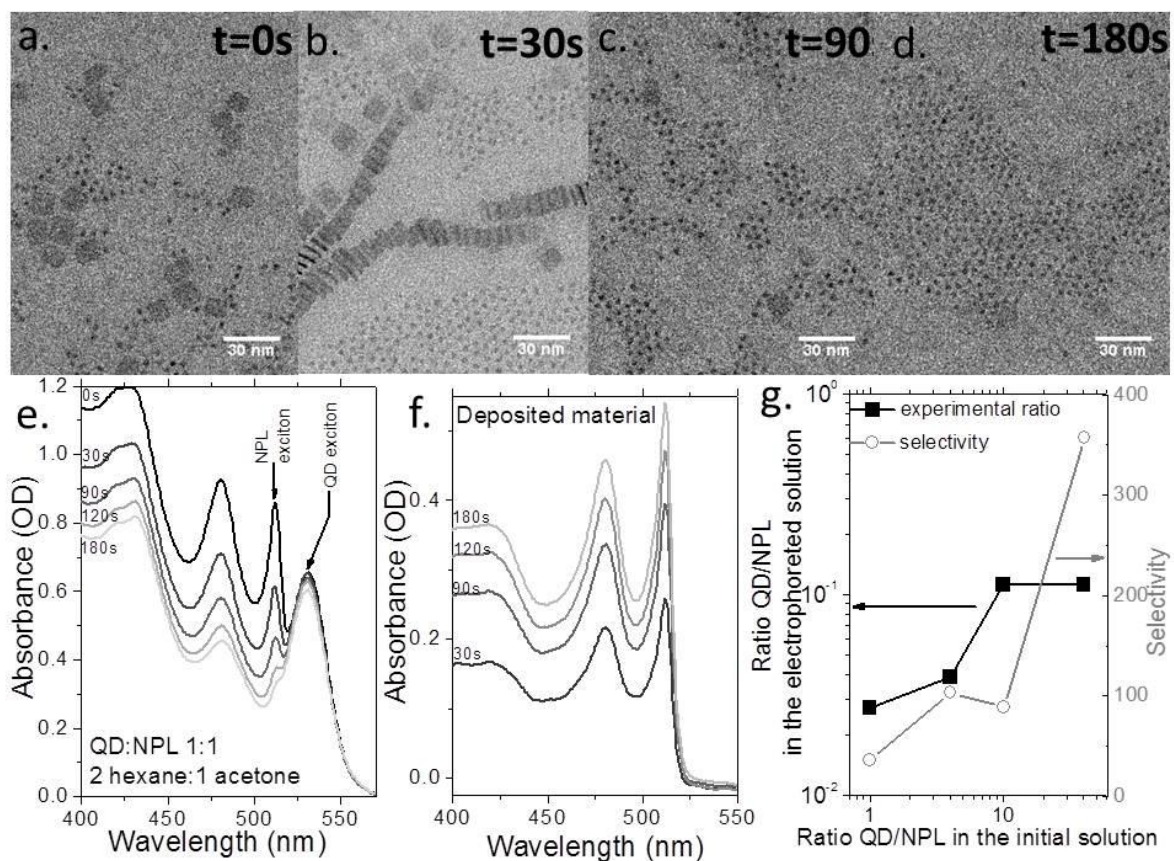 a.
t=0s
b.
t=30s
c.
t=90
d.
t=180s
30 nm
30 nm
30 nm
30 nm
e.
1.2
1.0
0.8
0.6
0.4
0.2
0.0
Absorbance (OD)
0s
30s
90s
120s
180s
NPL
exciton
QD exciton
QD:NPL 1:1
2 hexane:1 acetone
400
450
500
550
Wavelength (nm)
f.
Deposited material
0.4
0.2
0.0
Absorbance (OD)
180s
120s
90s
30s
400
450
500
550
Wavelength (nm)
g.
10⁰
10⁻¹
10⁻²
Ratio QD/NPL
in the electrophoreted solution
experimental ratio
selectivity
400
300
200
100
0
Selectivity
1
10
Ratio QD/NPL in the initial solution